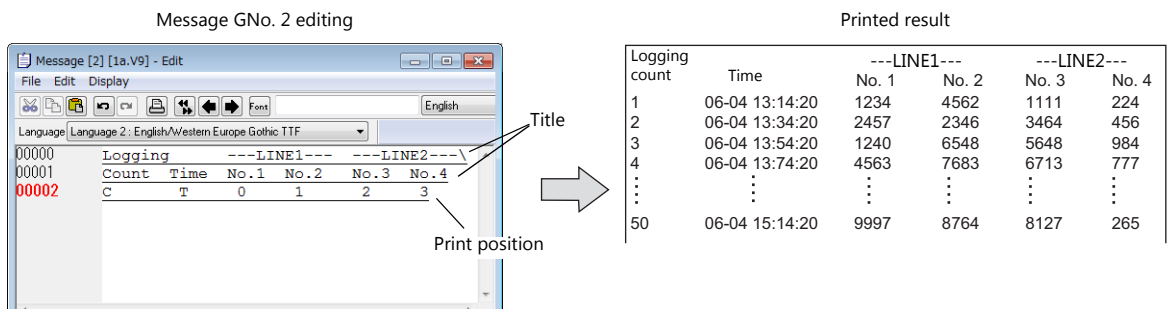 Message GNo. 2 editing
Message [2] [1a.V9] - Edit
File Edit Display
Font
English
Language Language 2 : English/Western Europe Gothic TTF
00000 Logging ---LINE1--- ---LINE2---\
00001 Count Time No.1 No.2 No.3 No.4
00002 C T 0 1 2 3
Title
Print position
Printed result
Logging ---LINE1--- ---LINE2---
count Time No. 1 No. 2 No. 3 No. 4
1 06-04 13:14:20 1234 4562 1111 224
2 06-04 13:34:20 2457 2346 3464 456
3 06-04 13:54:20 1240 6548 5648 984
4 06-04 13:74:20 4563 7683 6713 777
50 06-04 15:14:20 9997 8764 8127 265